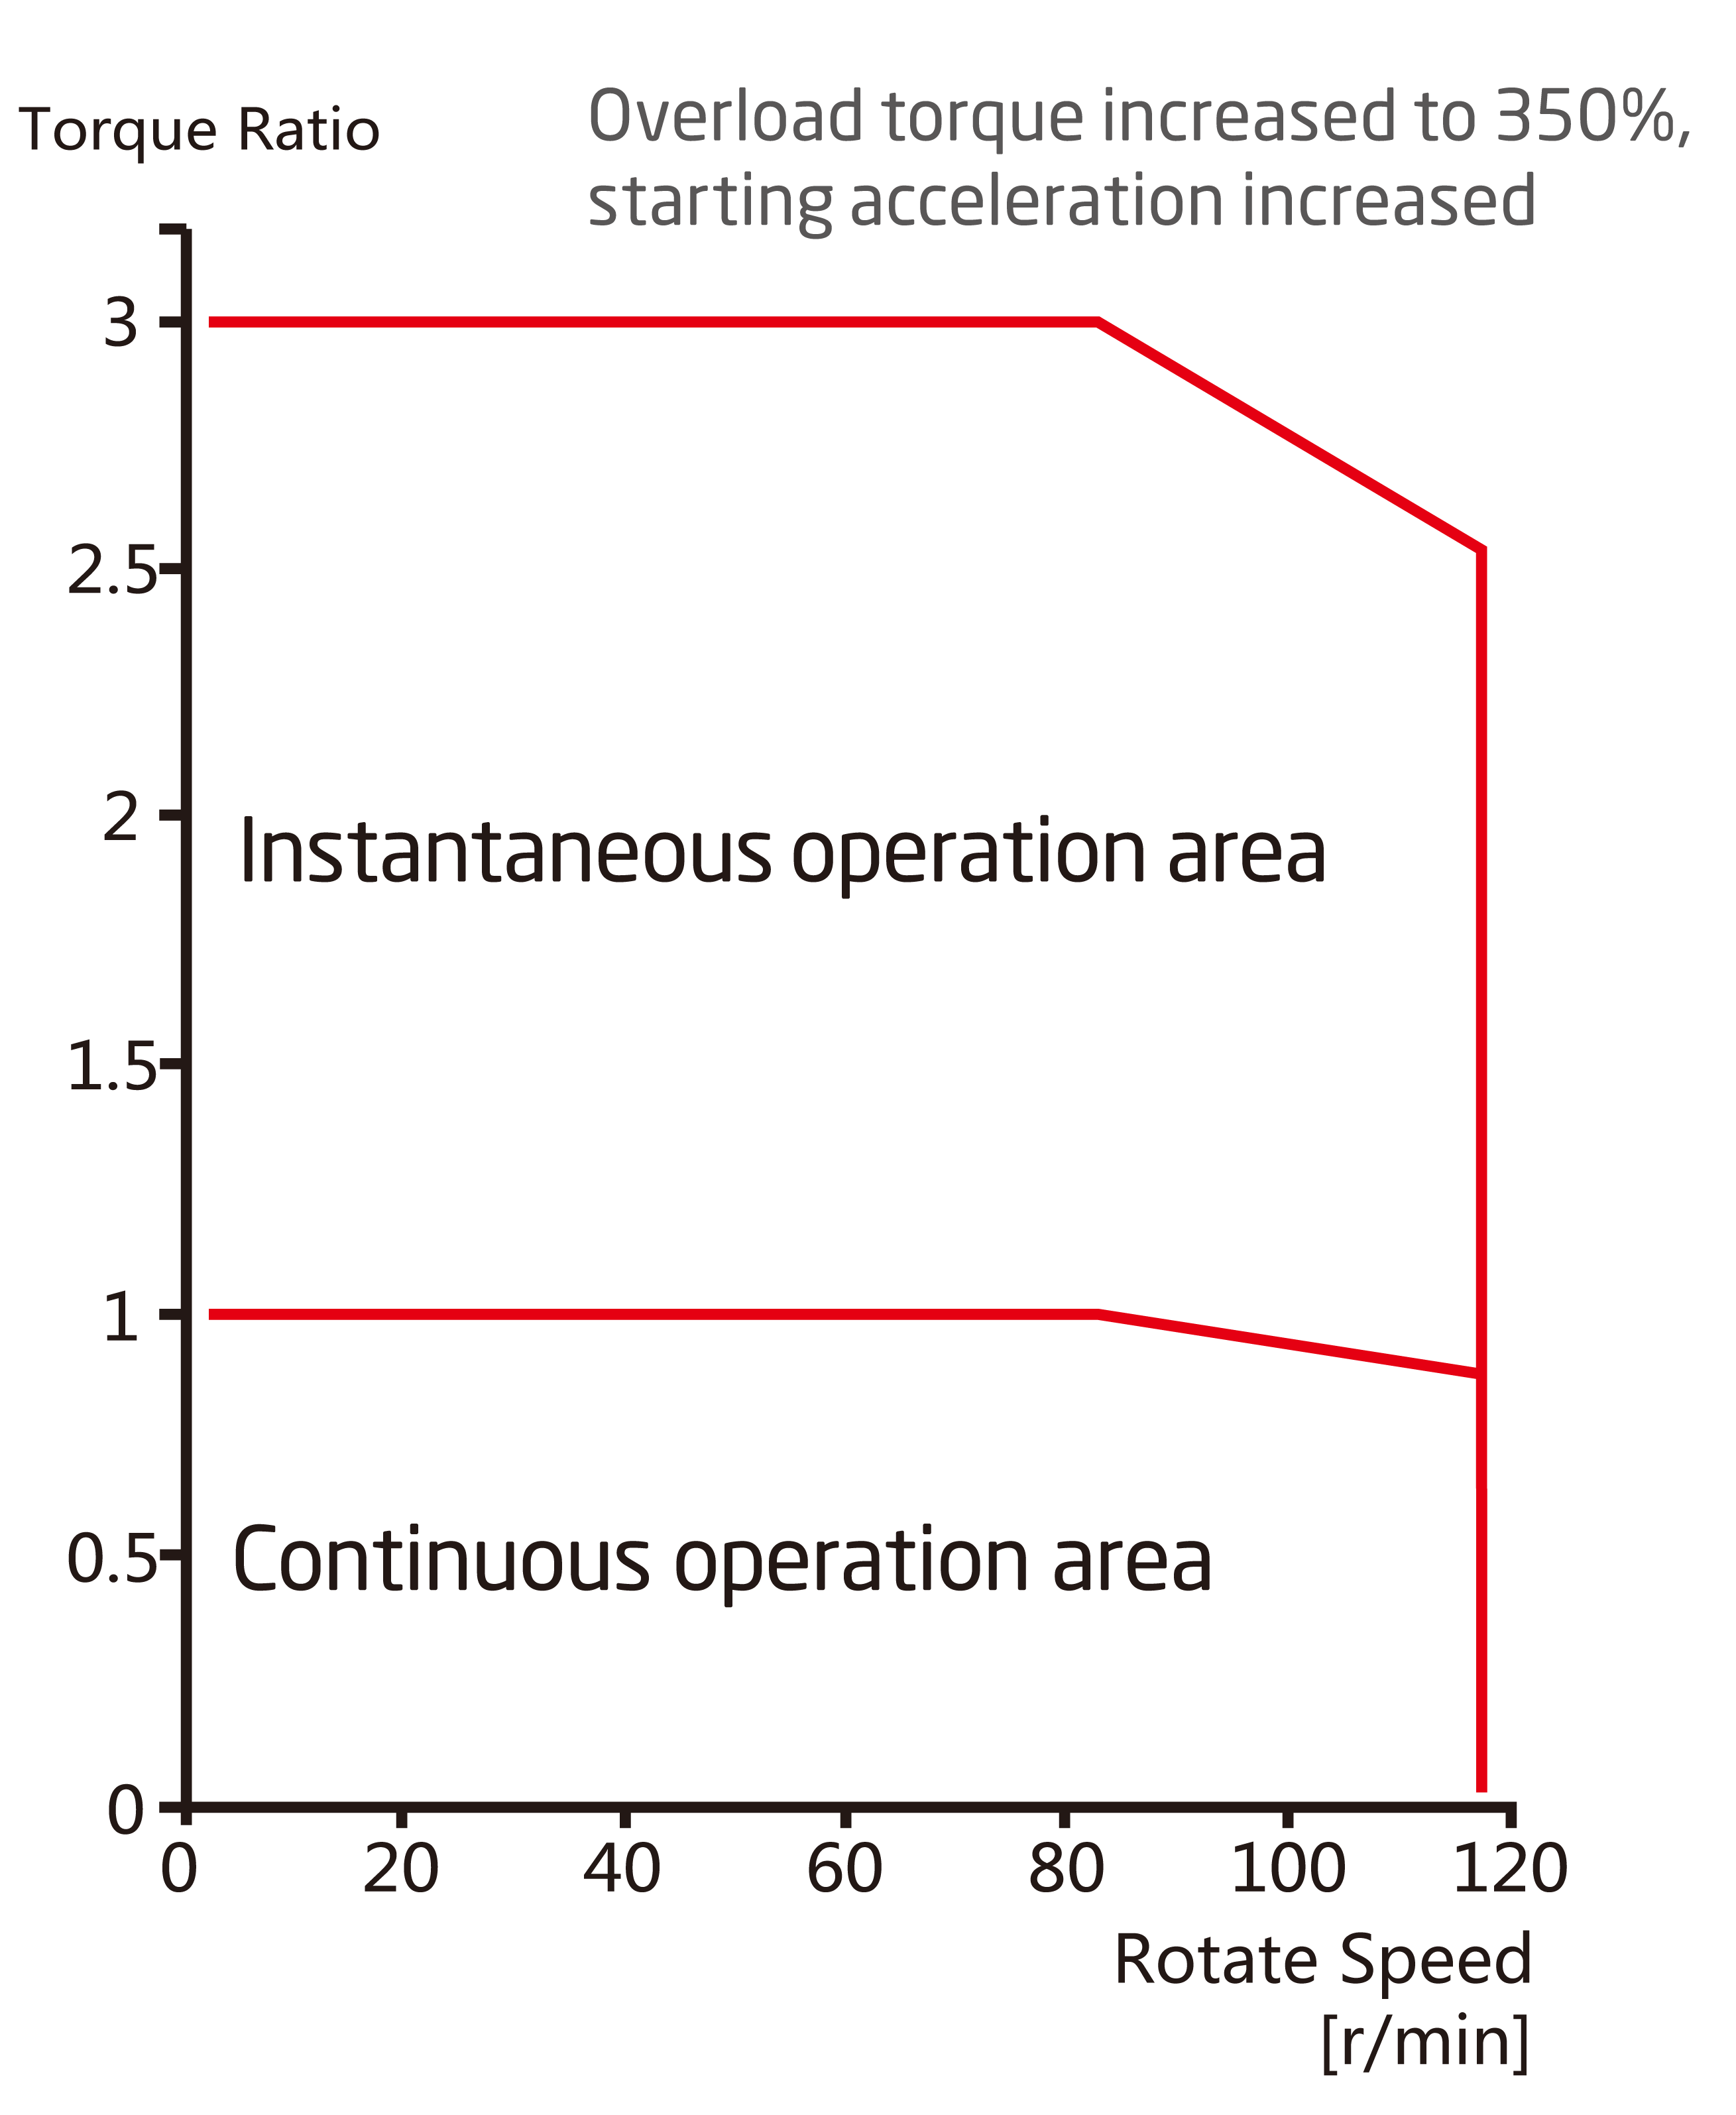 Torque Ratio
Overload torque increased to 350%,
starting acceleration increased
3
2.5
2
Instantaneous operation area
1.5
1
0.5
Continuous operation area
0
0 20 40 60 80 100 120
Rotate Speed
[r/min]